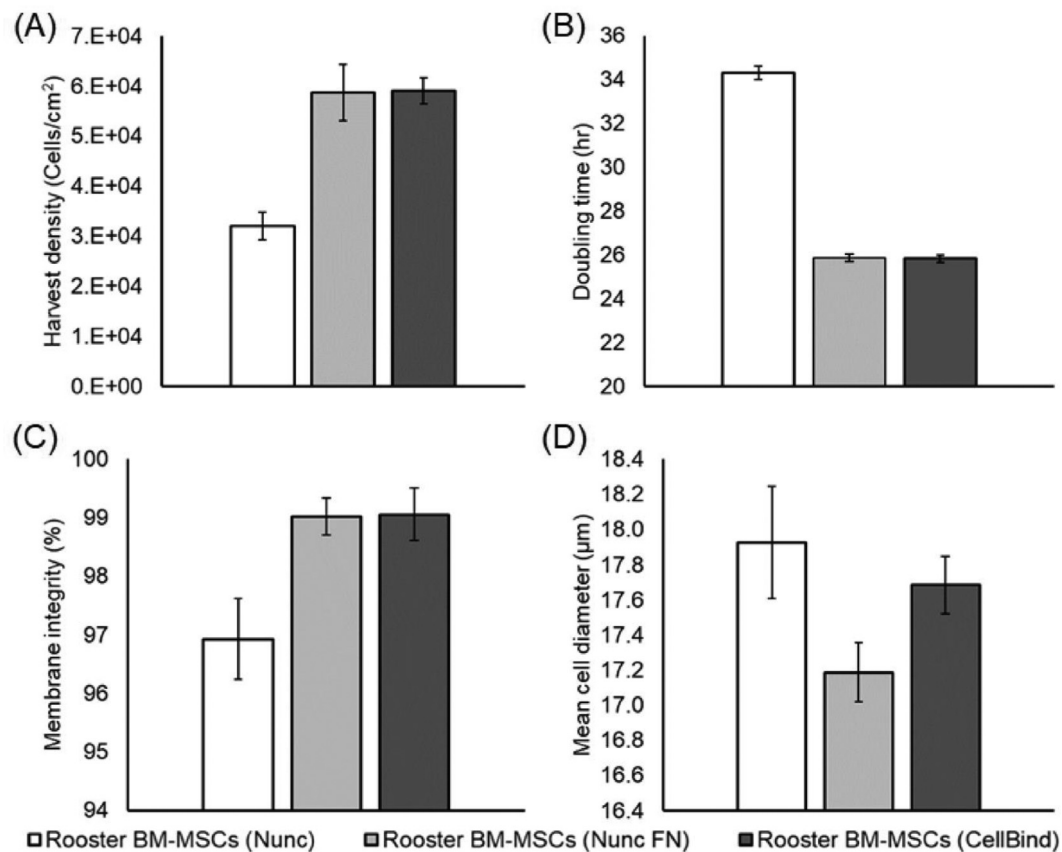 (A)
Harvest density (Cells/cm²)
7.E+04
6.E+04
5.E+04
4.E+04
3.E+04
2.E+04
1.E+04
0.E+00
(B)
Doubling time (hr)
36
34
32
30
28
26
24
22
20
(C)
Membrane integrity (%)
100
99
98
97
96
95
94
(D)
Mean cell diameter (µm)
18.4
18.2
18.0
17.8
17.6
17.4
17.2
17.0
16.8
16.6
16.4
Rooster BM-MSCs (Nunc) Rooster BM-MSCs (Nunc FN) Rooster BM-MSCs (CellBind)